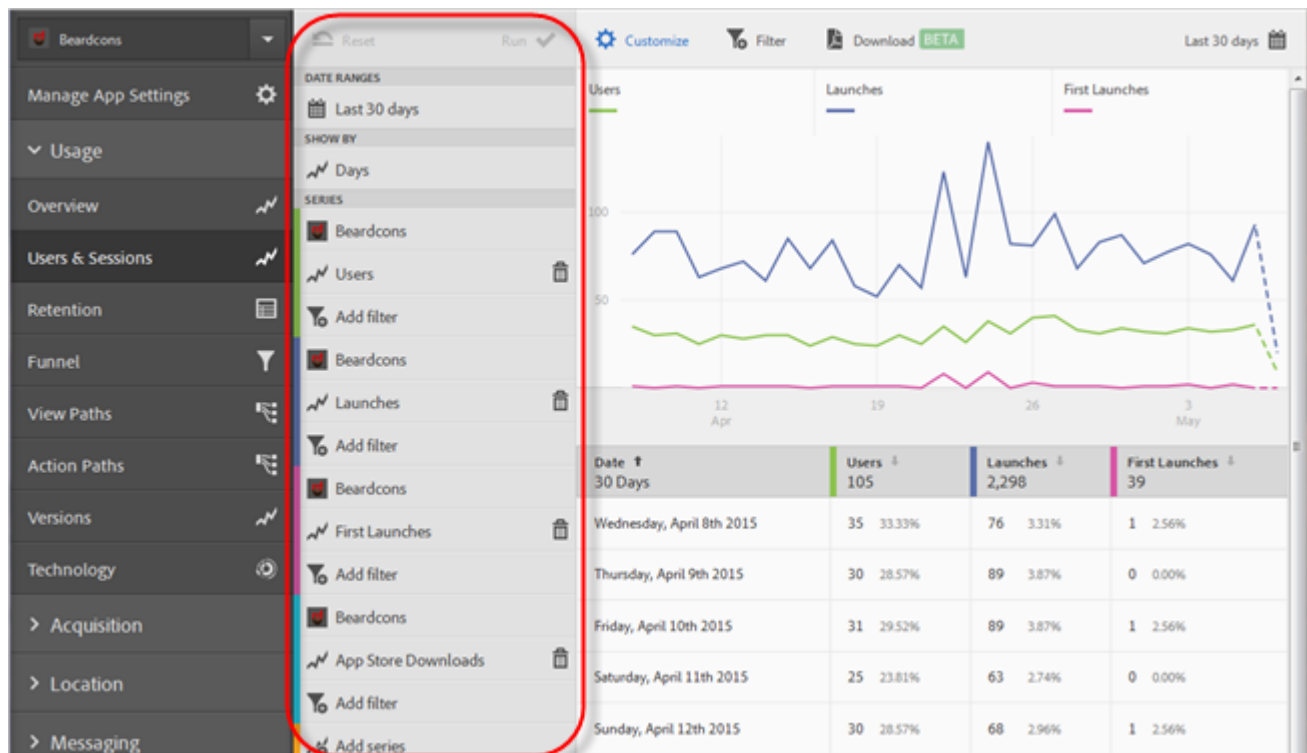 Beardcons
Manage App Settings
Usage
Overview
Users & Sessions
Retention
Funnel
View Paths
Action Paths
Versions
Technology
Acquisition
Location
Messaging
Reset Run
DATE RANGES
Last 30 days
SHOW BY
Days
SERIES
Beardcons
Users
Add filter
Beardcons
Launches
Add filter
Beardcons
First Launches
Add filter
Beardcons
App Store Downloads
Add filter
Add series
Customize Filter Download BETA Last 30 days
Users Launches First Launches
100
50
12 19 26 3
Apr May
Date Users Launches First Launches
30 Days 105 2,298 39
Wednesday, April 8th 2015 35 33.33% 76 3.31% 1 2.56%
Thursday, April 9th 2015 30 28.57% 89 3.87% 0 0.00%
Friday, April 10th 2015 31 29.52% 89 3.87% 1 2.56%
Saturday, April 11th 2015 25 23.81% 63 2.74% 0 0.00%
Sunday, April 12th 2015 30 28.57% 68 2.96% 1 2.56%